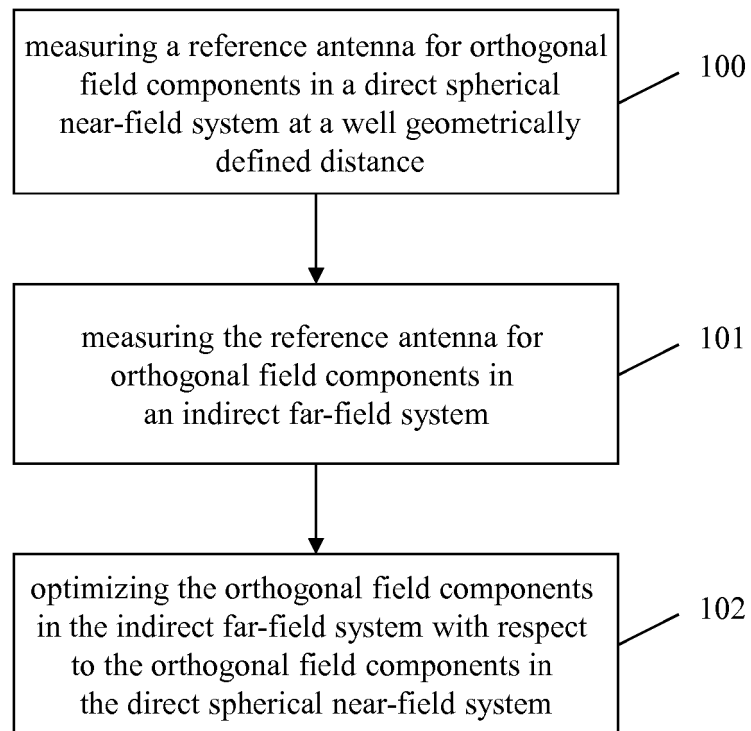 measuring a reference antenna for orthogonal
field components in a direct spherical
near-field system at a well geometrically
defined distance
100
measuring the reference antenna for
orthogonal field components in
an indirect far-field system
101
optimizing the orthogonal field components
in the indirect far-field system with respect
to the orthogonal field components in
the direct spherical near-field system
102